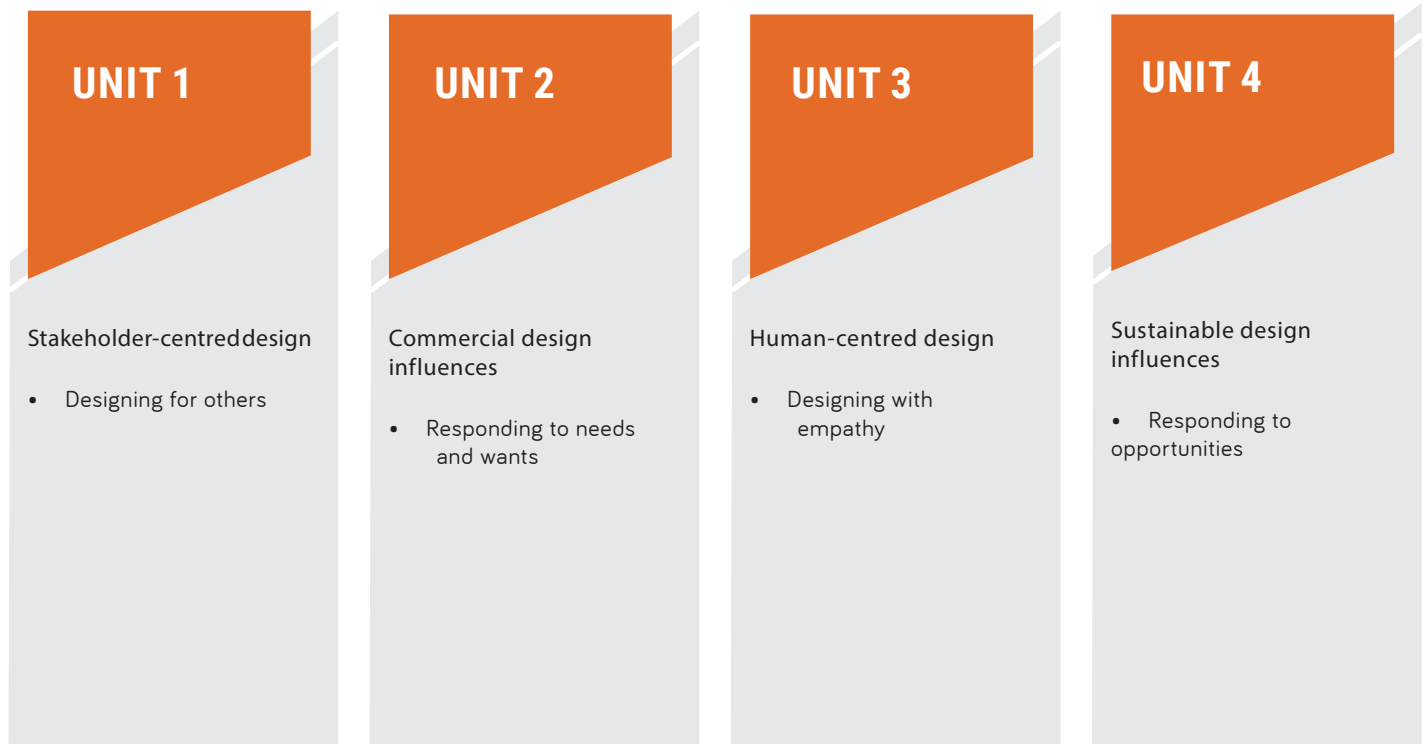 UNIT 1
Stakeholder-centreddesign
• Designing for others
UNIT 2
Commercial design
influences
• Responding to needs
and wants
UNIT 3
Human-centred design
• Designing with
empathy
UNIT 4
Sustainable design
influences
• Responding to
opportunities